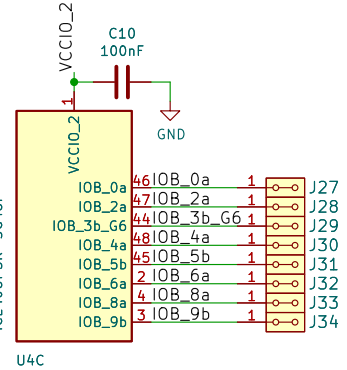 VCCIO_2
C10
100nF
GND
1
VCCIO_2
IOB_0a 46 IOB_0a 1 J27
IOB_2a 47 IOB_2a 1 J28
IOB_3b_G6 44 IOB_3b_G6 1 J29
IOB_4a 48 IOB_4a 1 J30
IOB_5b 45 IOB_5b 1 J31
IOB_6a 2 IOB_6a 1 J32
IOB_8a 4 IOB_8a 1 J33
IOB_9b 3 IOB_9b 1 J34
U4C